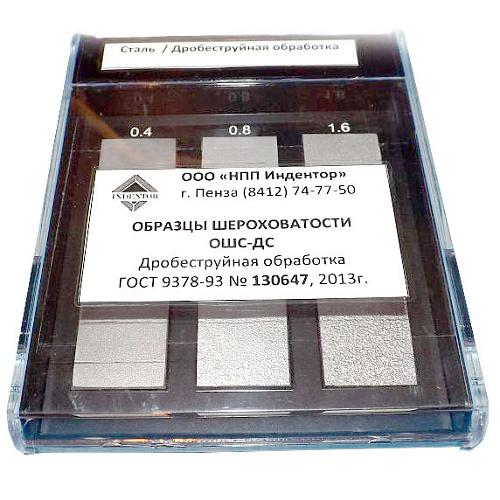 Сталь / Дробеструйная обработка
0.4 0.8 1.6
ООО «НПП Индентор»
г. Пенза (8412) 74-77-50
INDENTOR
ОБРАЗЦЫ ШЕРОХОВАТОСТИ
ОШС-ДС
Дробеструйная обработка
ГОСТ 9378-93 № 130647, 2013г.